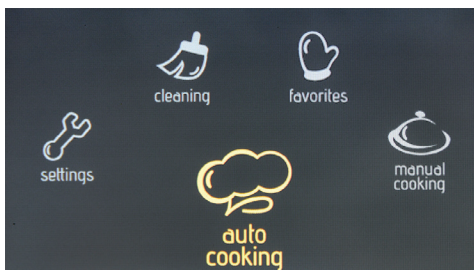 cleaning
favorites
settings
manual
cooking
auto
cooking